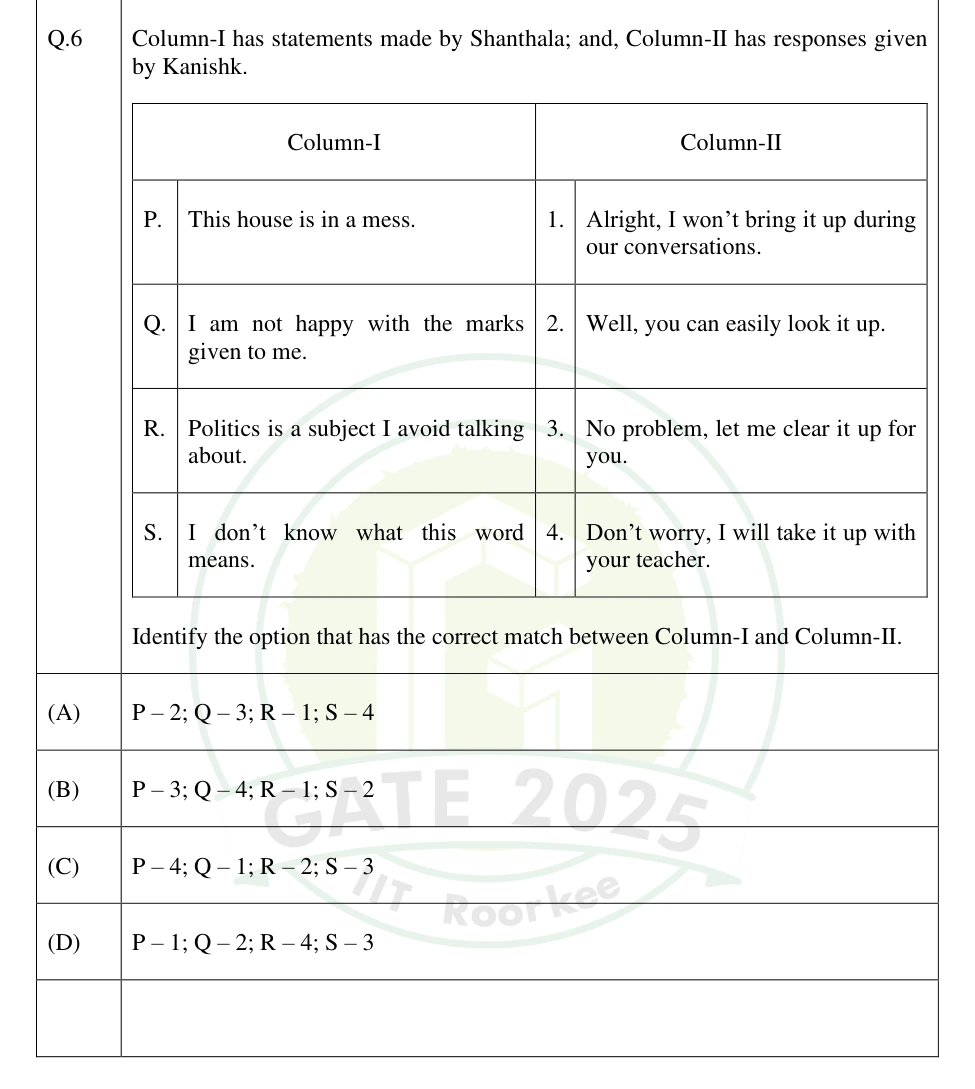 Q.6 Column-I has statements made by Shanthala; and, Column-II has responses given
by Kanishk.
Column-I Column-II
P. This house is in a mess. 1. Alright, I won’t bring it up during
our conversations.
Q. I am not happy with the marks 2. Well, you can easily look it up.
given to me.
R. Politics is a subject I avoid talking 3. No problem, let me clear it up for
about. you.
S. I don’t know what this word 4. Don’t worry, I will take it up with
means. your teacher.
Identify the option that has the correct match between Column-I and Column-II.
(A) P – 2; Q – 3; R – 1; S – 4
(B) P – 3; Q – 4; R – 1; S – 2
(C) P – 4; Q – 1; R – 2; S – 3
(D) P – 1; Q – 2; R – 4; S – 3
GATE 2025
IIT Roorkee